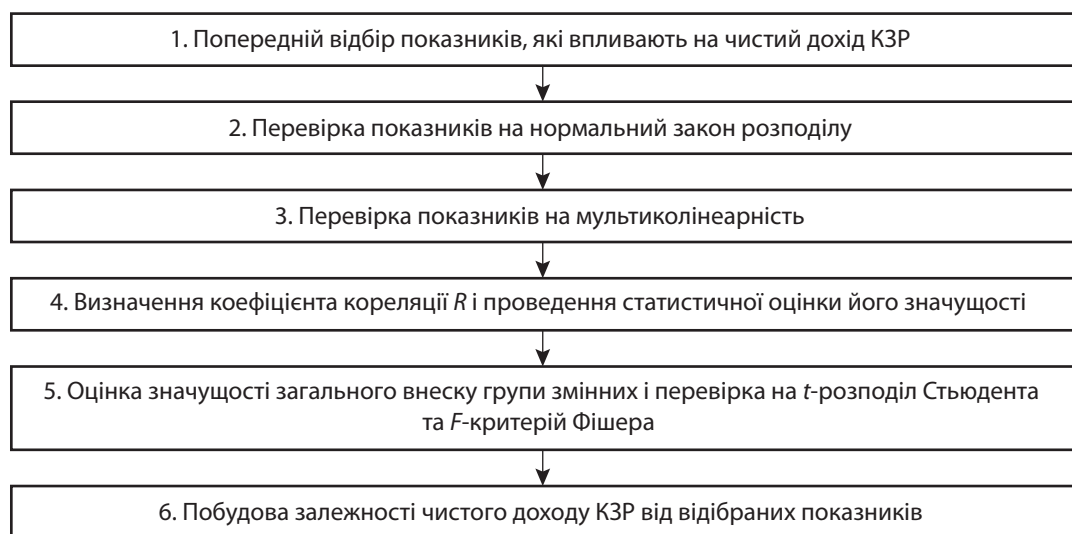 1. Попередній відбір показників, які впливають на чистий дохід КЗР
2. Перевірка показників на нормальний закон розподілу
3. Перевірка показників на мультиколінеарність
4. Визначення коефіцієнта кореляції R і проведення статистичної оцінки його значущості
5. Оцінка значущості загального внеску групи змінних і перевірка на t-розподіл Стьюдента
та F-критерій Фішера
6. Побудова залежності чистого доходу КЗР від відібраних показників